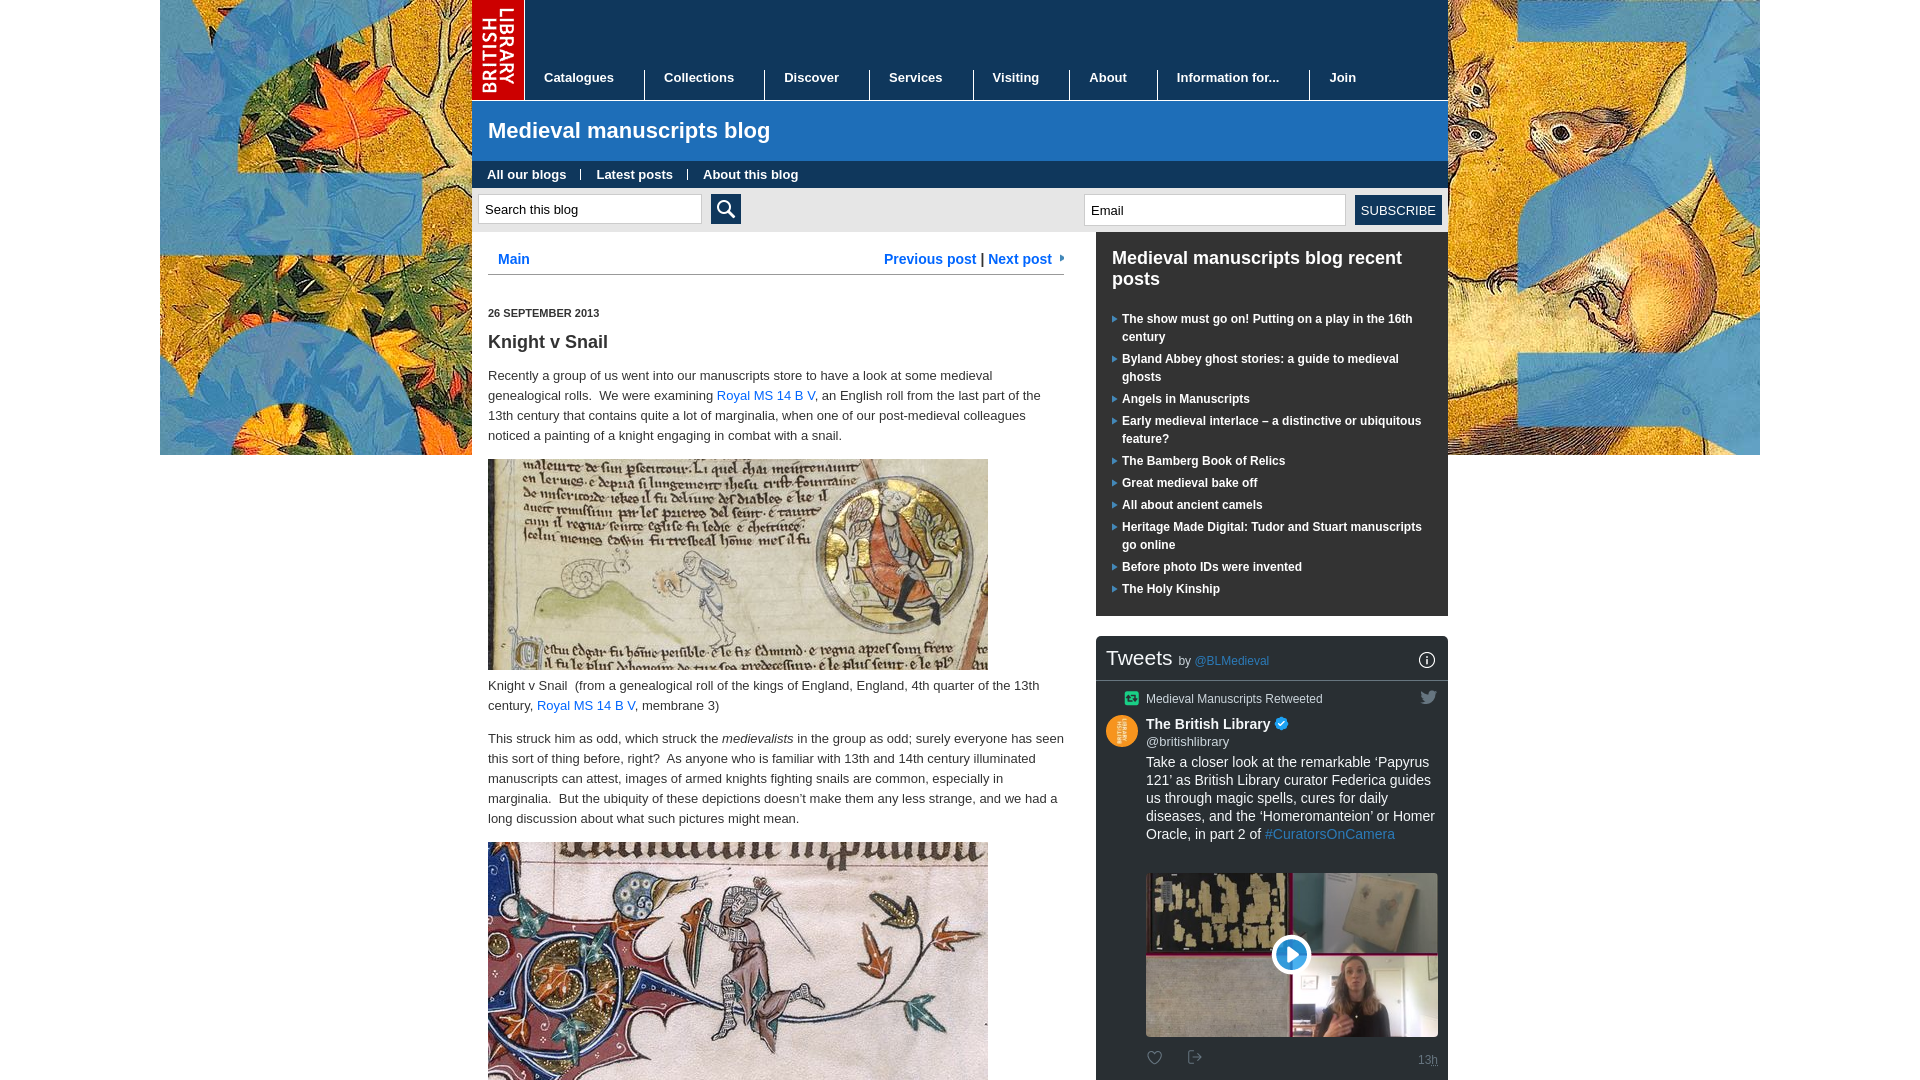 BRITISH
LIBRARY
Catalogues
Collections
Discover
Services
Visiting
About
Information for...
Join
Medieval manuscripts blog
All our blogs
Latest posts
About this blog
Search this blog
Email
SUBSCRIBE
Main
Previous post | Next post
26 SEPTEMBER 2013
Knight v Snail
Recently a group of us went into our manuscripts store to have a look at some medieval
genealogical rolls.  We were examining Royal MS 14 B V, an English roll from the last part of the
13th century that contains quite a lot of marginalia, when one of our post-medieval colleagues
noticed a painting of a knight engaging in combat with a snail.
Knight v Snail  (from a genealogical roll of the kings of England, England, 4th quarter of the 13th
century, Royal MS 14 B V, membrane 3)
This struck him as odd, which struck the medievalists in the group as odd; surely everyone has seen
this sort of thing before, right?  As anyone who is familiar with 13th and 14th century illuminated
manuscripts can attest, images of armed knights fighting snails are common, especially in
marginalia.  But the ubiquity of these depictions doesn’t make them any less strange, and we had a
long discussion about what such pictures might mean.
Medieval manuscripts blog recent
posts
The show must go on! Putting on a play in the 16th
century
Byland Abbey ghost stories: a guide to medieval
ghosts
Angels in Manuscripts
Early medieval interlace – a distinctive or ubiquitous
feature?
The Bamberg Book of Relics
Great medieval bake off
All about ancient camels
Heritage Made Digital: Tudor and Stuart manuscripts
go online
Before photo IDs were invented
The Holy Kinship
Tweets by @BLMedieval
Medieval Manuscripts Retweeted
The British Library
@britishlibrary
Take a closer look at the remarkable ‘Papyrus
121’ as British Library curator Federica guides
us through magic spells, cures for daily
diseases, and the ‘Homeromanteion’ or Homer
Oracle, in part 2 of #CuratorsOnCamera
13h